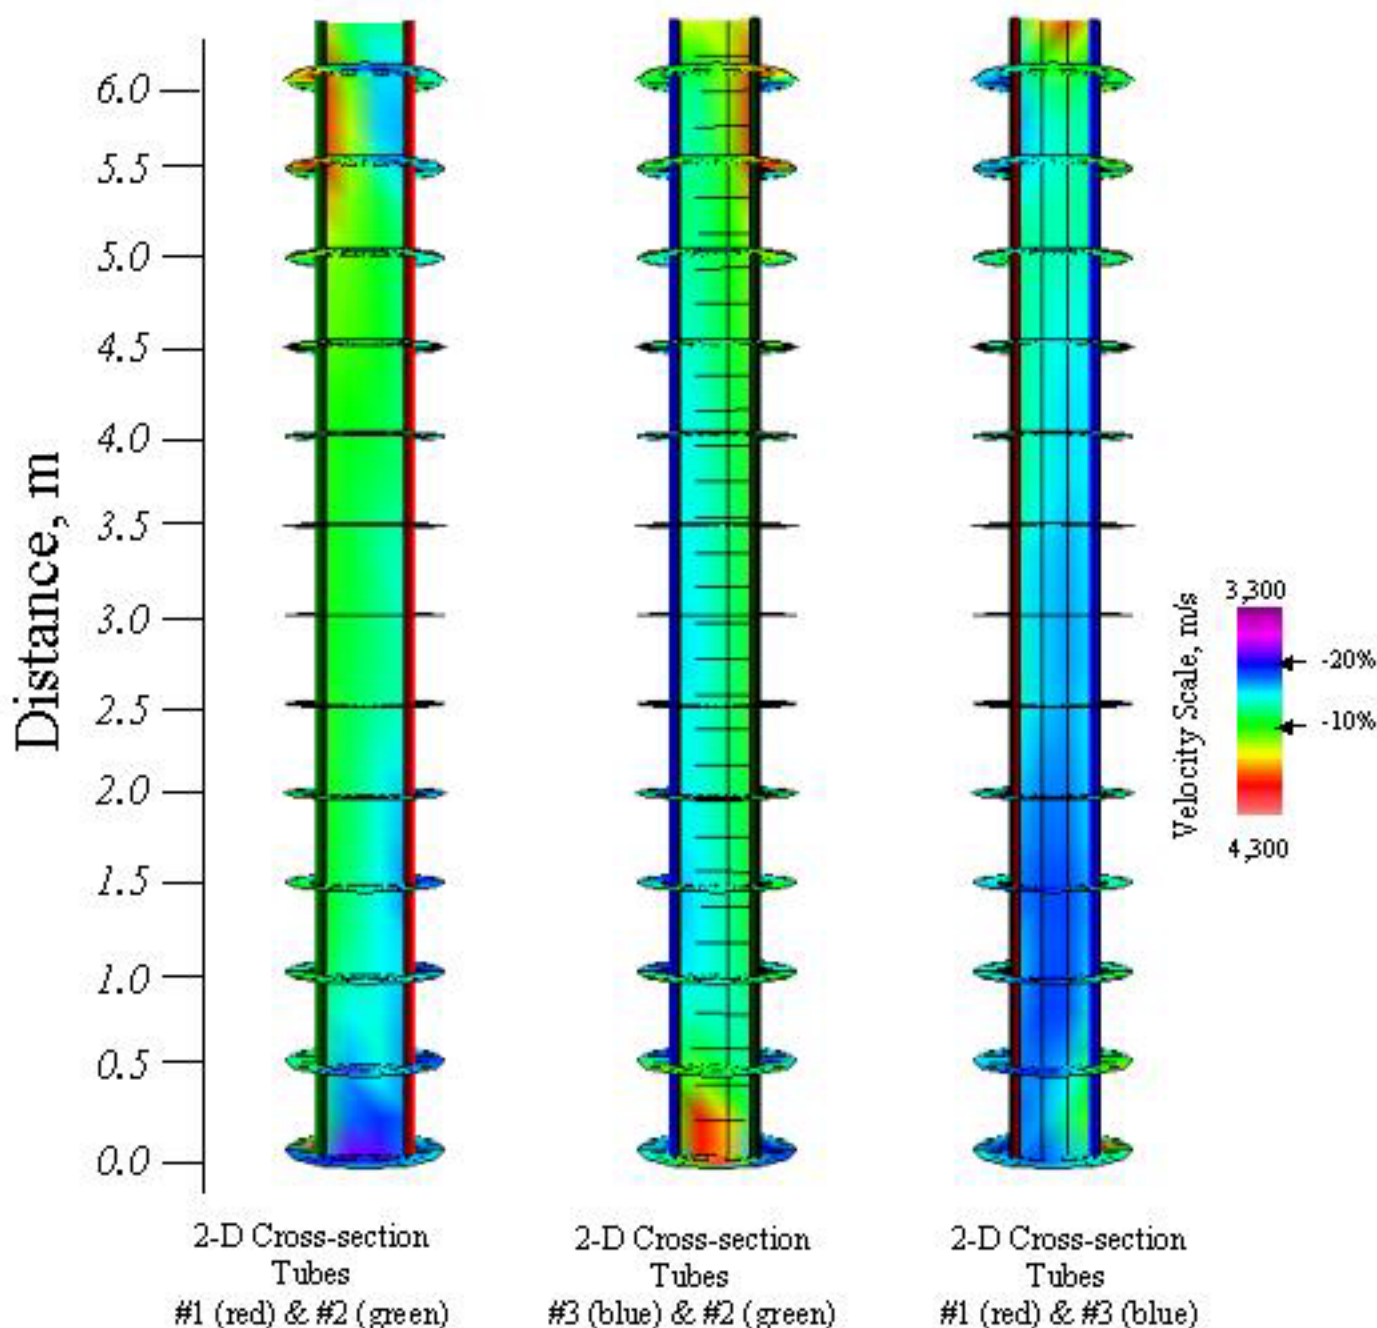 6.0
5.5
5.0
4.5
4.0
3.5
3.0
2.5
2.0
1.5
1.0
0.5
0.0
Distance, m
Velocity Scale, m/s
3,300
-20%
-10%
4,300
2-D Cross-section
Tubes
#1 (red) & #2 (green)
2-D Cross-section
Tubes
#3 (blue) & #2 (green)
2-D Cross-section
Tubes
#1 (red) & #3 (blue)